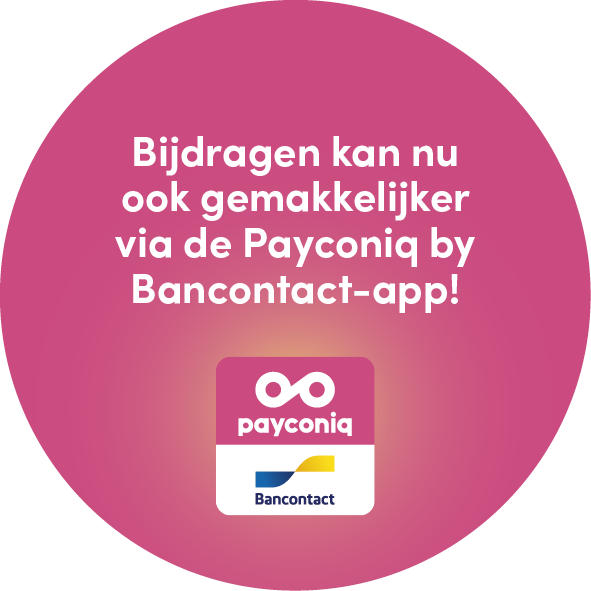 Bijdragen kan nu
ook gemakkelijker
via de Payconiq by
Bancontact-app!
payconiq
Bancontact